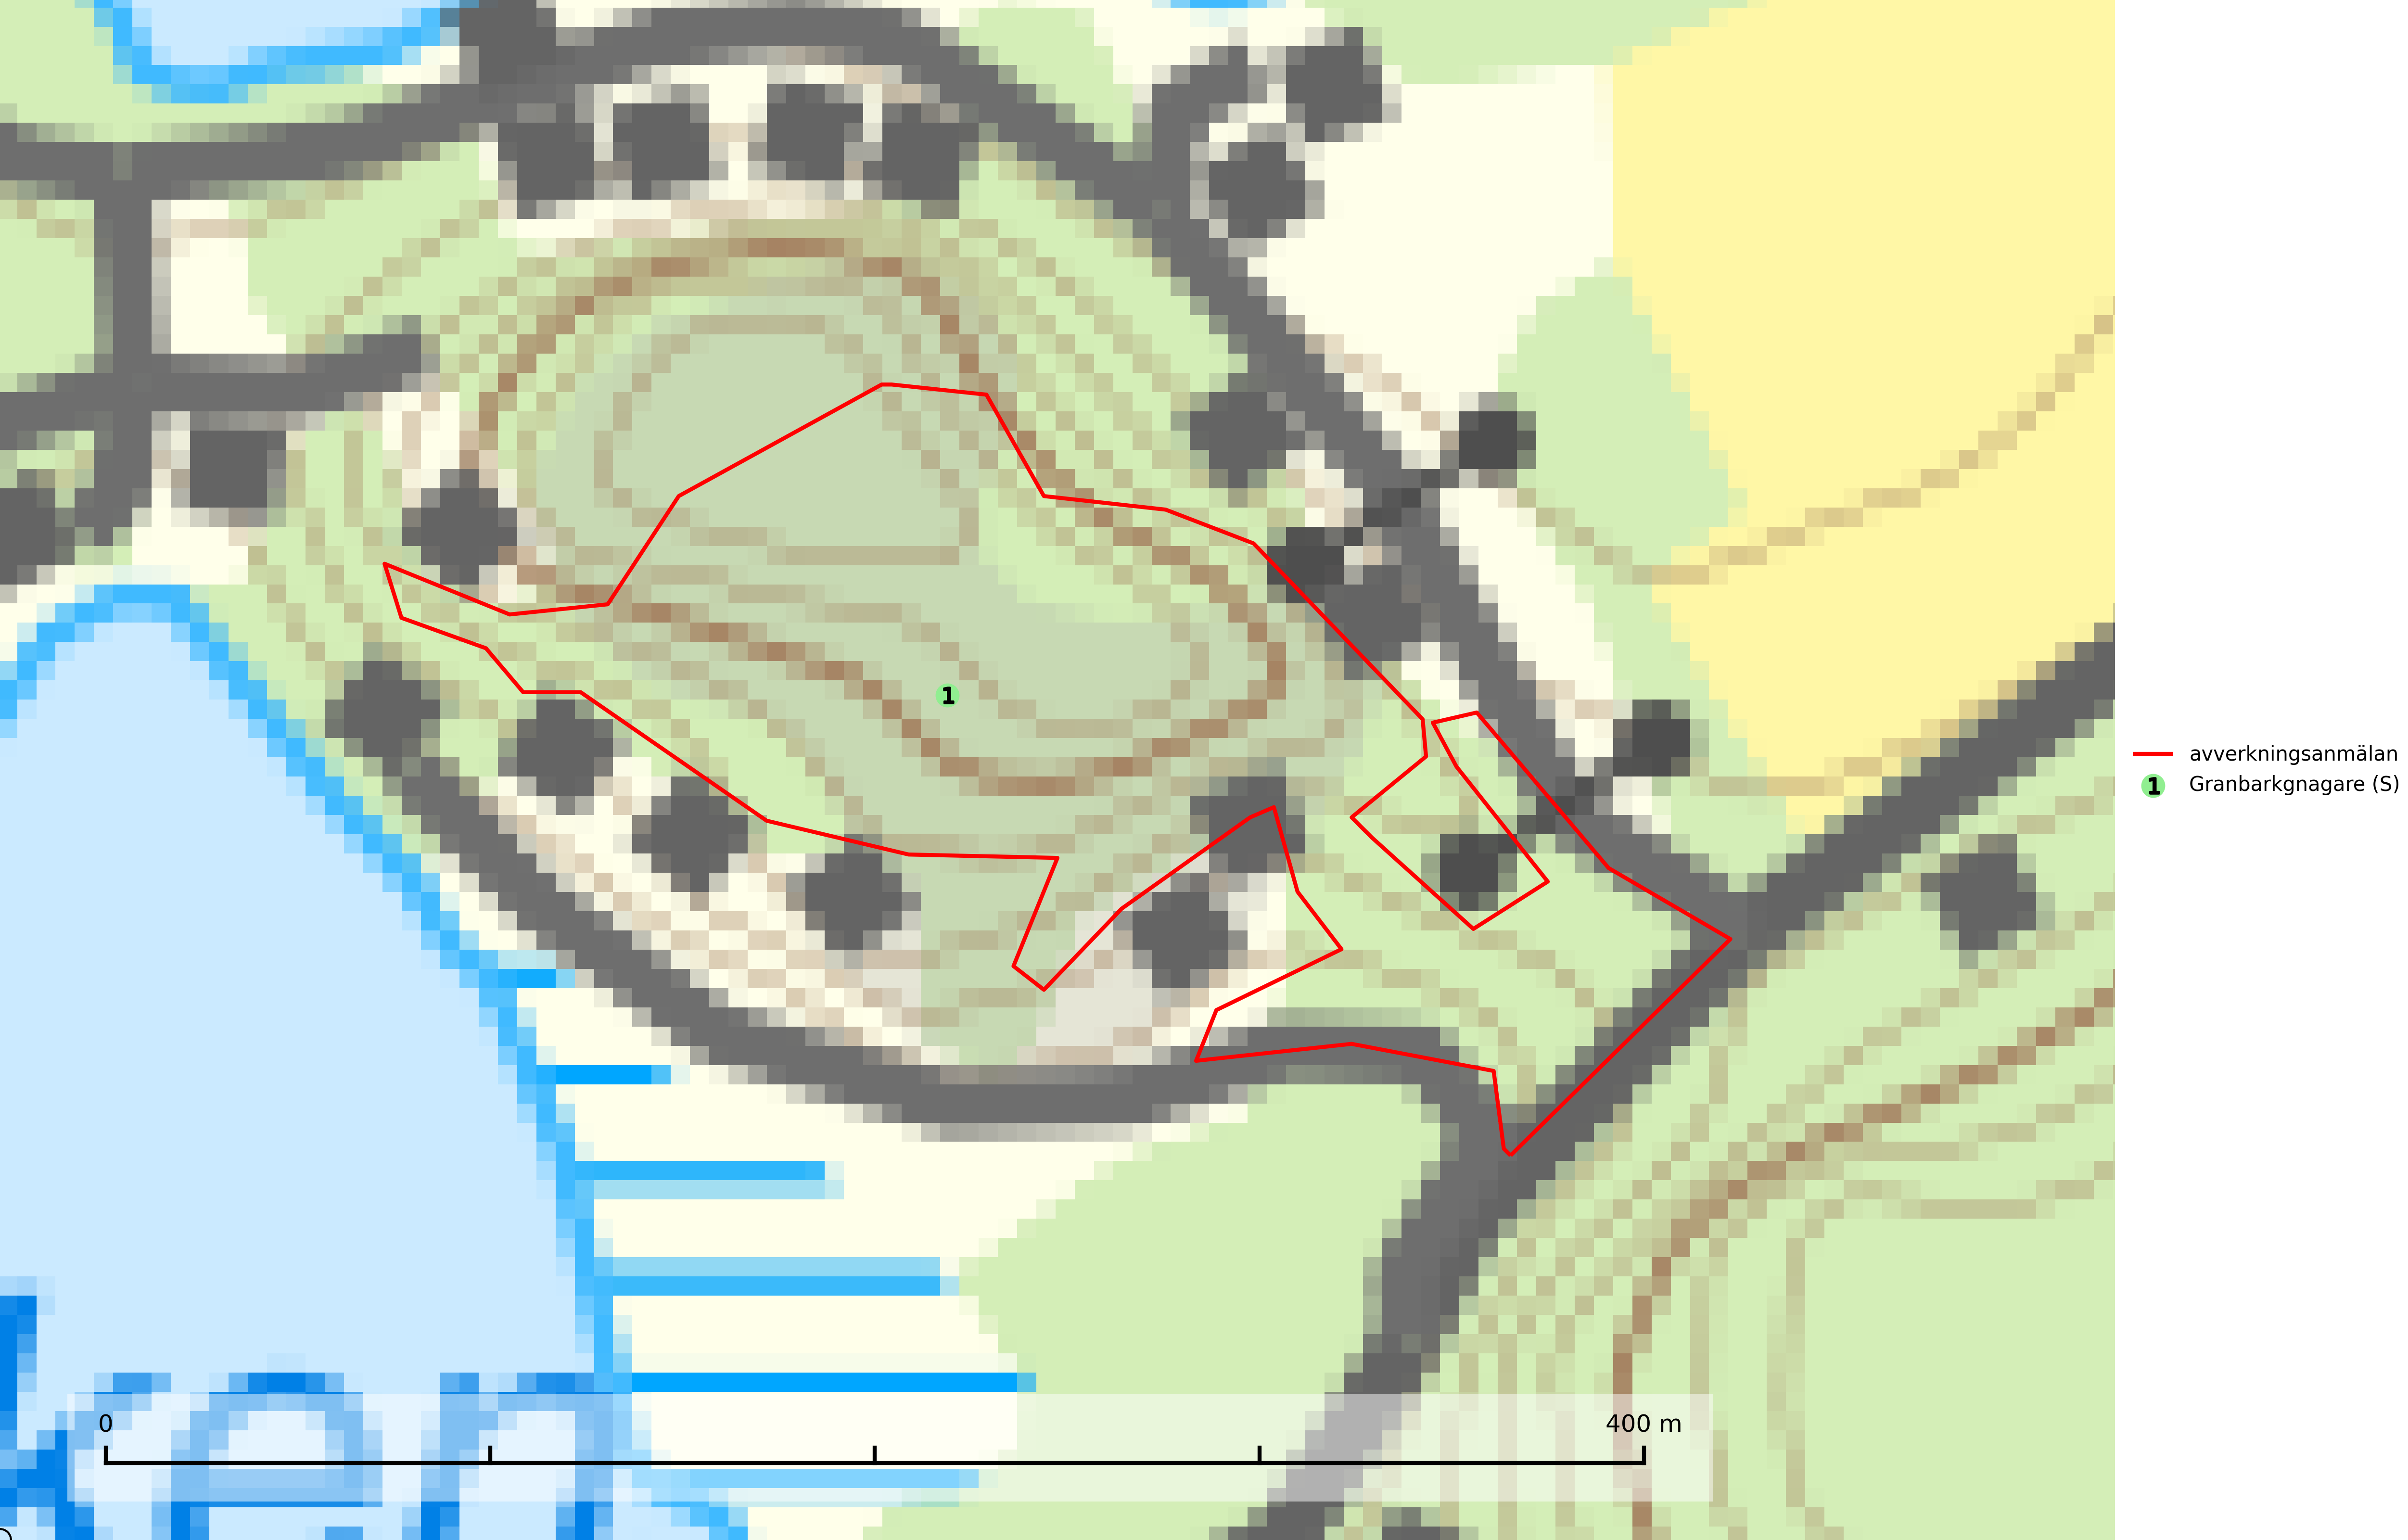 1
avverkningsanmälan
1 Granbarkgnagare (S)
0 400 m